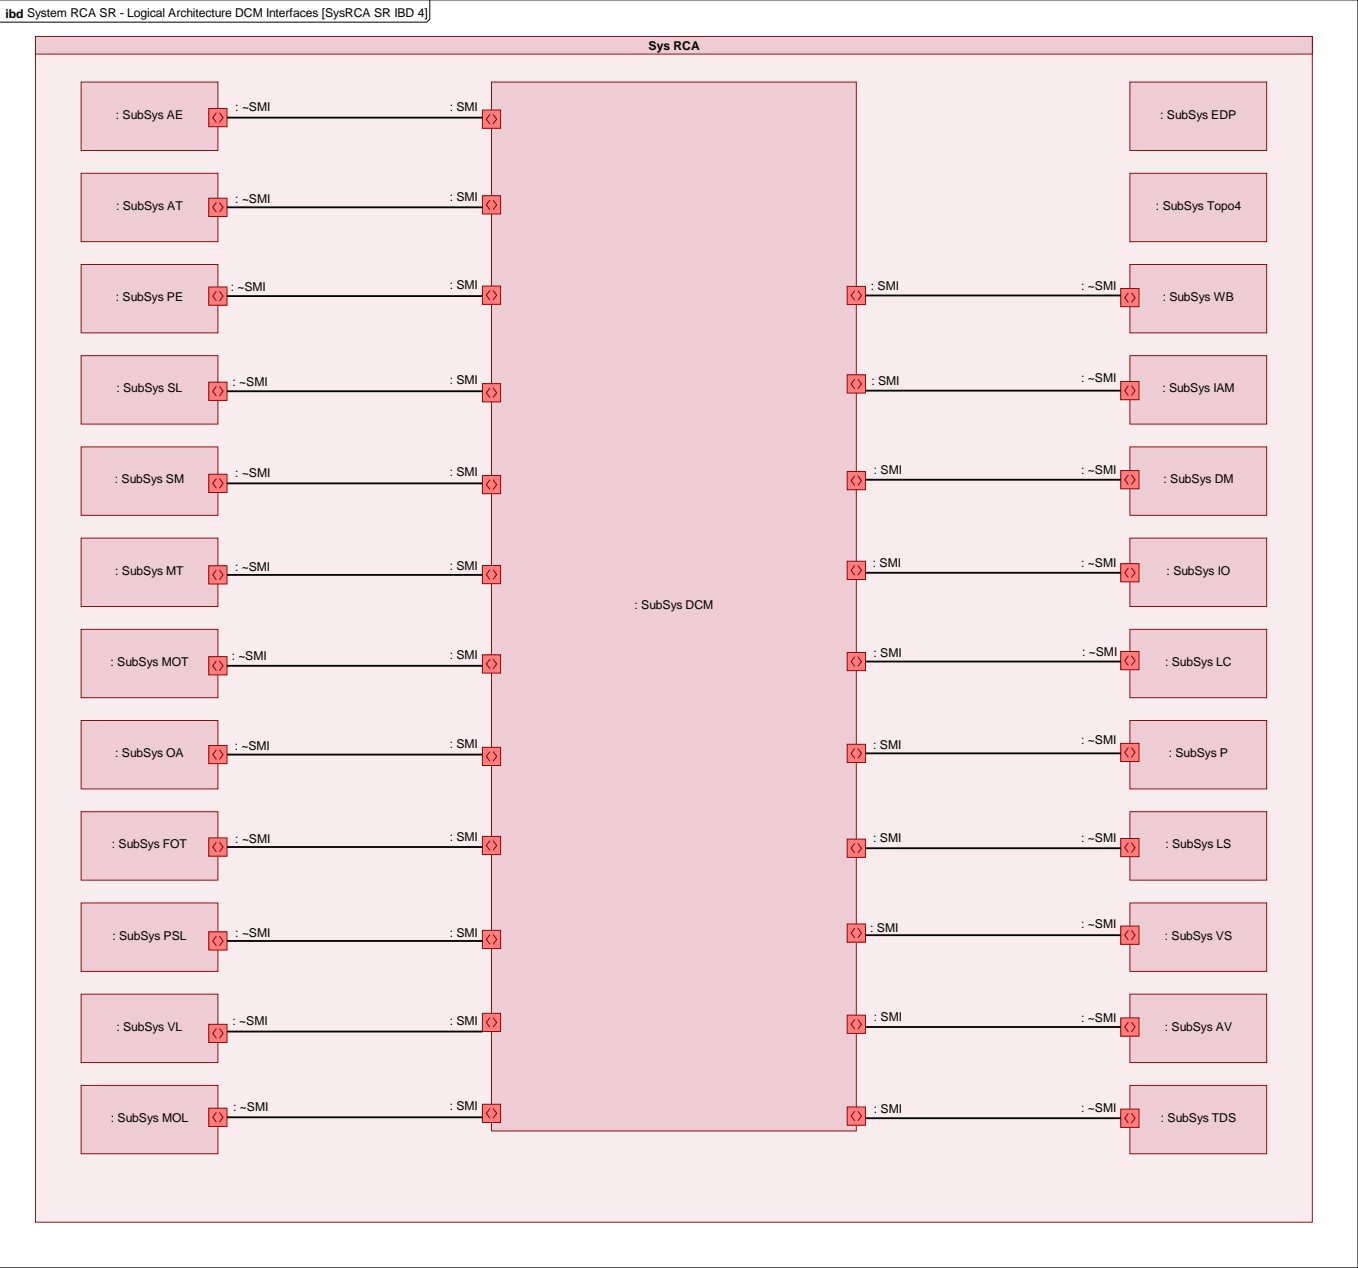 ibd System RCA SR - Logical Architecture DCM Interfaces [SysRCA SR IBD 4]
Sys RCA
: SubSys AE : ~SMI : SMI : SubSys EDP
: SubSys AT : ~SMI : SMI : SubSys Topo4
: SubSys PE : ~SMI : SMI : SMI : ~SMI : SubSys WB
: SubSys SL : ~SMI : SMI : SMI : ~SMI : SubSys IAM
: SubSys SM : ~SMI : SMI : SMI : ~SMI : SubSys DM
: SubSys MT : ~SMI : SMI : SMI : ~SMI : SubSys IO
: SubSys DCM
: SubSys MOT : ~SMI : SMI : SMI : ~SMI : SubSys LC
: SubSys OA : ~SMI : SMI : SMI : ~SMI : SubSys P
: SubSys FOT : ~SMI : SMI : SMI : ~SMI : SubSys LS
: SubSys PSL : ~SMI : SMI : SMI : ~SMI : SubSys VS
: SubSys VL : ~SMI : SMI : SMI : ~SMI : SubSys AV
: SubSys MOL : ~SMI : SMI : SMI : ~SMI : SubSys TDS